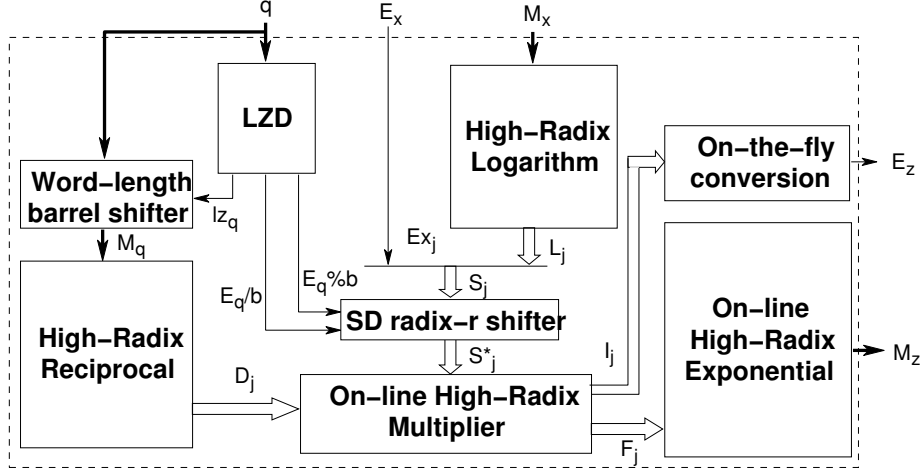 q
E_x
M_x
LZD
High-Radix
Logarithm
On-the-fly
conversion
E_z
Word-length
barrel shifter
lz_q
M_q
Ex_j
L_j
E_q/b
E_q%b
S_j
SD radix-r shifter
High-Radix
Reciprocal
S*_j
I_j
On-line
High-Radix
Exponential
M_z
D_j
On-line High-Radix
Multiplier
F_j